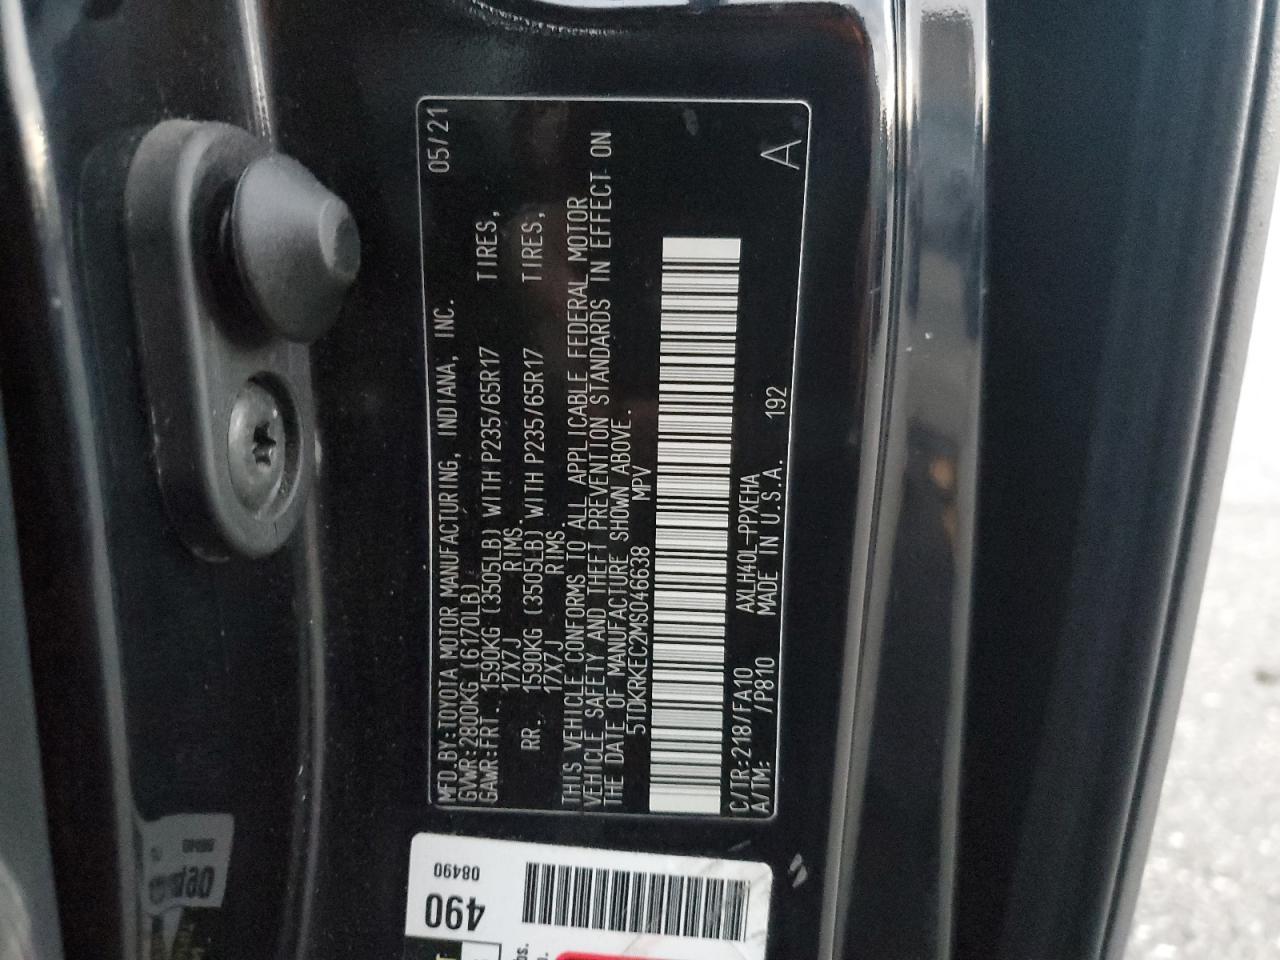 MFD.BY:TOYOTA MOTOR MANUFACTURING, INDIANA, INC. 05/21
GVWR:2800KG (6170LB)
GAWR:FRT. 1590KG (3505LB) WITH P235/65R17 TIRES,
17X7J RIMS.
RR. 1590KG (3505LB) WITH P235/65R17 TIRES,
17X7J RIMS.
THIS VEHICLE CONFORMS TO ALL APPLICABLE FEDERAL MOTOR
VEHICLE SAFETY AND THEFT PREVENTION STANDARDS IN EFFECT ON
THE DATE OF MANUFACTURE SHOWN ABOVE.
5TDKRKEC2MS046638 MPV
C/TR:218/FA10 AXLH40L-PPXEHA A
A/TM: /P810 MADE IN U.S.A. 192
490
08490